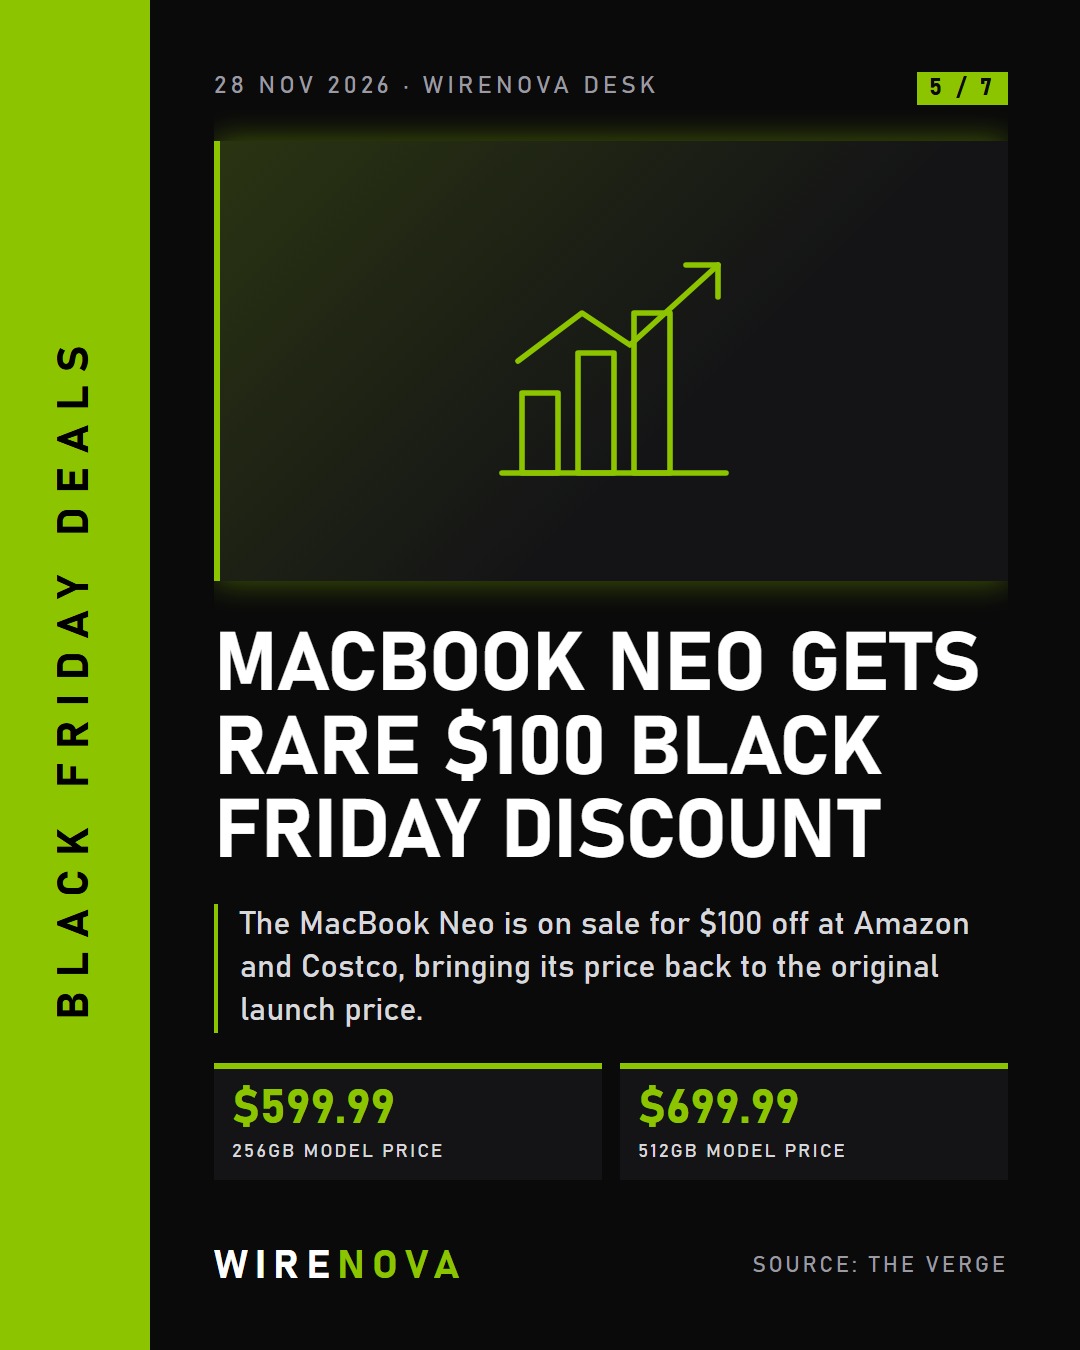 BLACK FRIDAY DEALS
28 NOV 2026 · WIRENOVA DESK
5 / 7
MACBOOK NEO GETS
RARE $100 BLACK
FRIDAY DISCOUNT
The MacBook Neo is on sale for $100 off at Amazon
and Costco, bringing its price back to the original
launch price.
$599.99
256GB MODEL PRICE
$699.99
512GB MODEL PRICE
WIRENOVA
SOURCE: THE VERGE